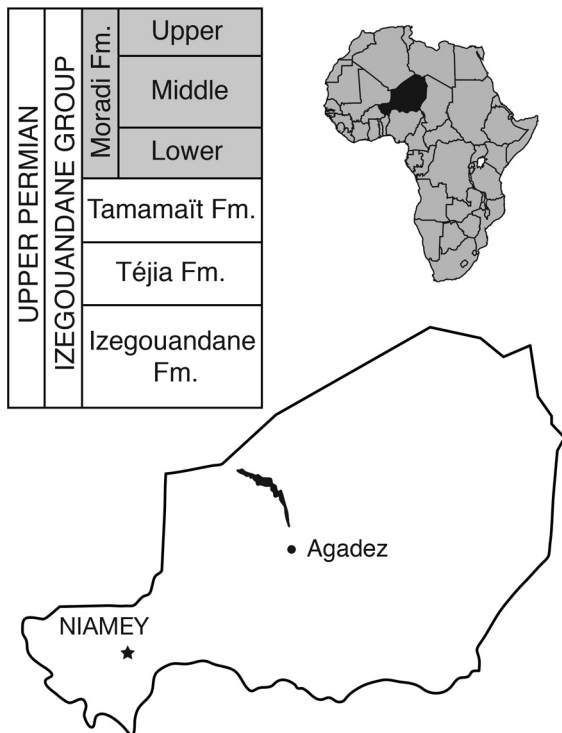 UPPER PERMIAN
IZEGOUANDANE GROUP
Moradi Fm.
Upper
Middle
Lower
Tamamaït Fm.
Téjia Fm.
Izegouandane
Fm.
Agadez
NIAMEY